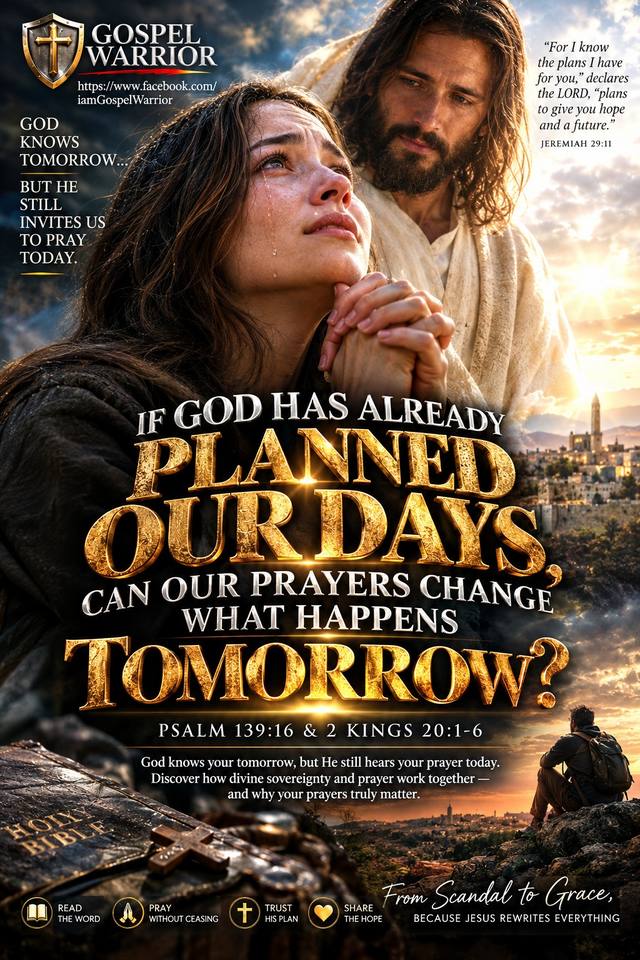 GOSPEL
WARRIOR
https://www.facebook.com/
iamGospelWarrior
GOD
KNOWS
TOMORROW...
BUT HE
STILL
INVITES US
TO PRAY
TODAY.
“For I know
the plans I have
for you,” declares
the LORD, “plans
to give you hope
and a future.”
JEREMIAH 29:11
IF GOD HAS ALREADY
PLANNED
OUR DAYS,
CAN OUR PRAYERS CHANGE
WHAT HAPPENS
TOMORROW?
PSALM 139:16 & 2 KINGS 20:1-6
God knows your tomorrow, but He still hears your prayer today.
Discover how divine sovereignty and prayer work together —
and why your prayers truly matter.
HOLY
BIBLE
READ
THE WORD
PRAY
WITHOUT CEASING
TRUST
HIS PLAN
SHARE
THE HOPE
From Scandal to Grace,
BECAUSE JESUS REWRITES EVERYTHING